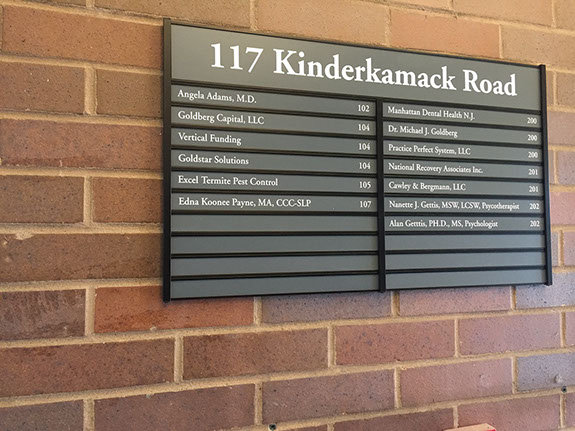 117 Kinderkamack Road
Angela Adams, M.D. 102
Goldberg Capital, LLC 104
Vertical Funding 104
Goldstar Solutions 104
Excel Termite Pest Control 105
Edna Koonee Payne, MA, CCC-SLP 107
Manhattan Dental Health N.J. 200
Dr. Michael J. Goldberg 200
Practice Perfect System, LLC 200
National Recovery Associates Inc. 201
Cawley & Bergmann, LLC 201
Nanette J. Gettis, MSW, LCSW, Psycotherapist 202
Alan Getttis, PH.D., MS, Psychologist 202